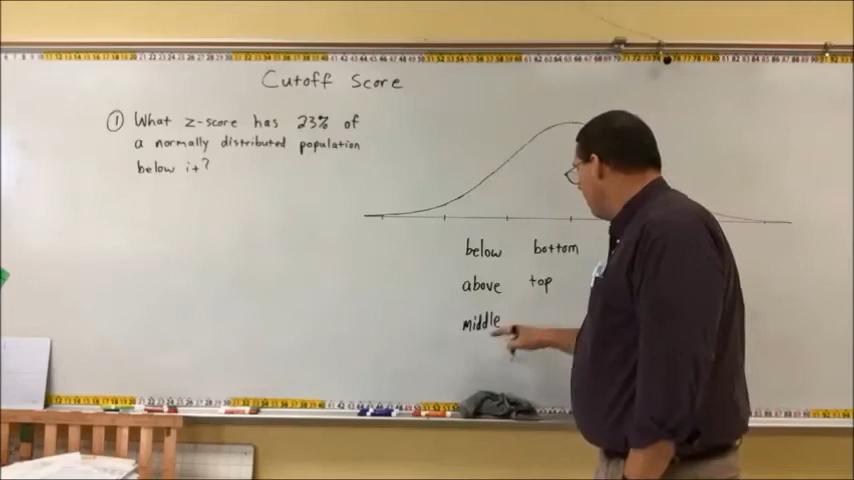 Cutoff Score
① What z-score has 23% of
a normally distributed population
below it?
below bottom
above top
middle